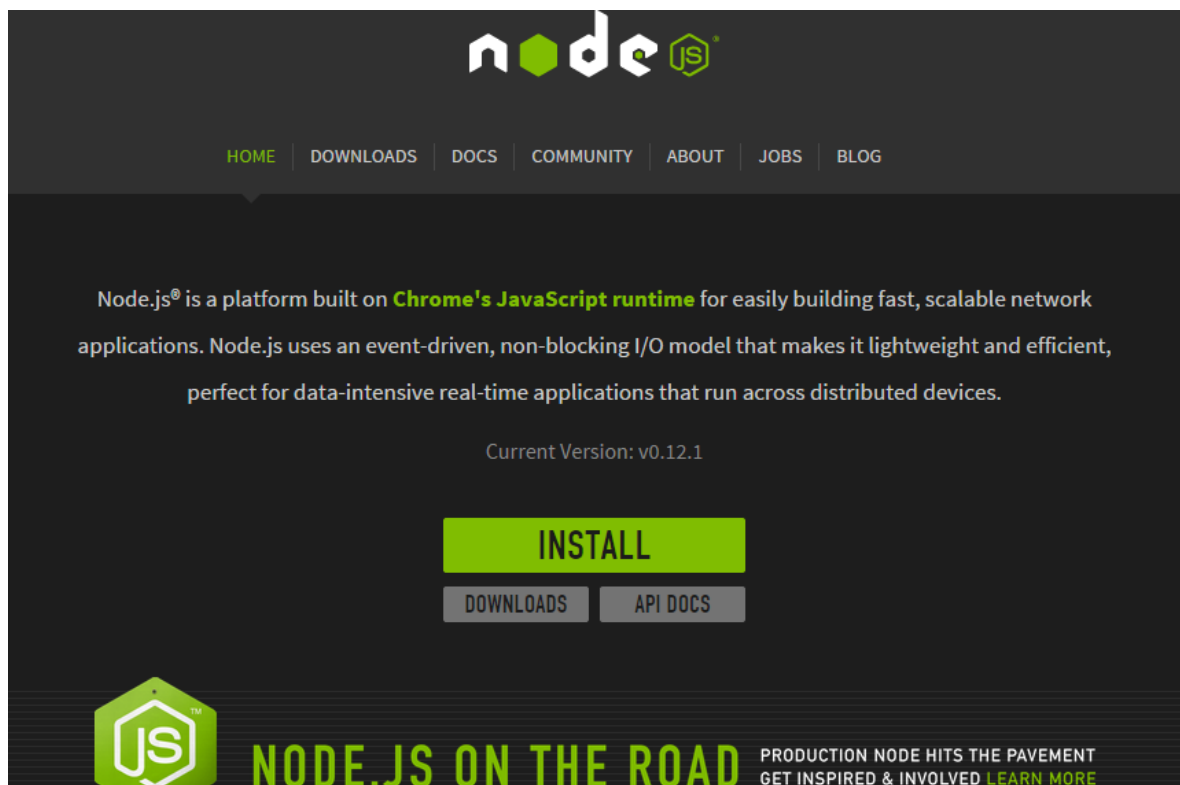 node JS®
HOME DOWNLOADS DOCS COMMUNITY ABOUT JOBS BLOG
Node.js® is a platform built on Chrome's JavaScript runtime for easily building fast, scalable network
applications. Node.js uses an event-driven, non-blocking I/O model that makes it lightweight and efficient,
perfect for data-intensive real-time applications that run across distributed devices.
Current Version: v0.12.1
INSTALL
DOWNLOADS API DOCS
JS™
NODE.JS ON THE ROAD
PRODUCTION NODE HITS THE PAVEMENT
GET INSPIRED & INVOLVED LEARN MORE